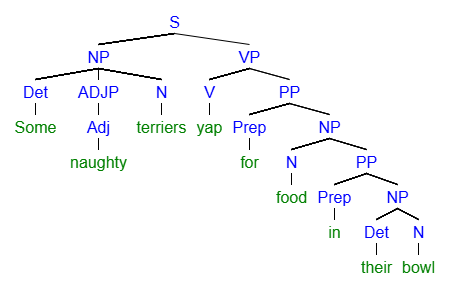 S
NP VP
Det ADJP N V PP
Some Adj terriers yap Prep NP
naughty for N PP
food Prep NP
in Det N
their bowl